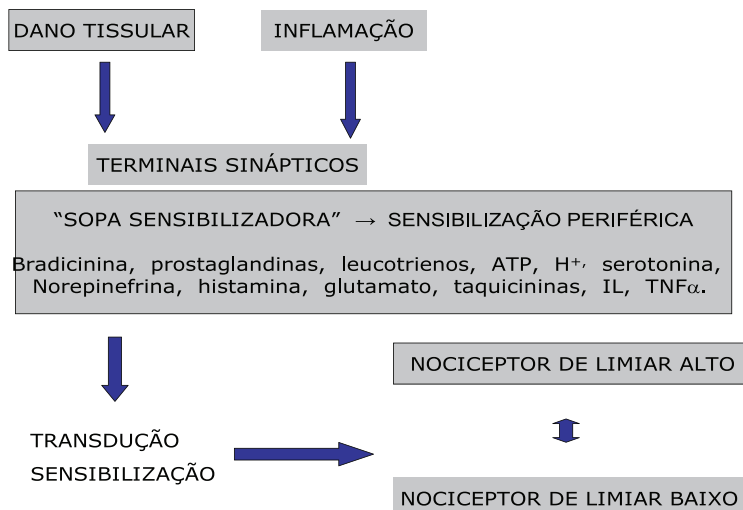 DANO TISSULAR
INFLAMAÇÃO
TERMINAIS SINÁPTICOS
“SOPA SENSIBILIZADORA” → SENSIBILIZAÇÃO PERIFÉRICA
Bradicinina, prostaglandinas, leucotrienos, ATP, H+, serotonina,
Norepinefrina, histamina, glutamato, taquicininas, IL, TNFα.
NOCICEPTOR DE LIMIAR ALTO
TRANSDUÇÃO
SENSIBILIZAÇÃO
NOCICEPTOR DE LIMIAR BAIXO